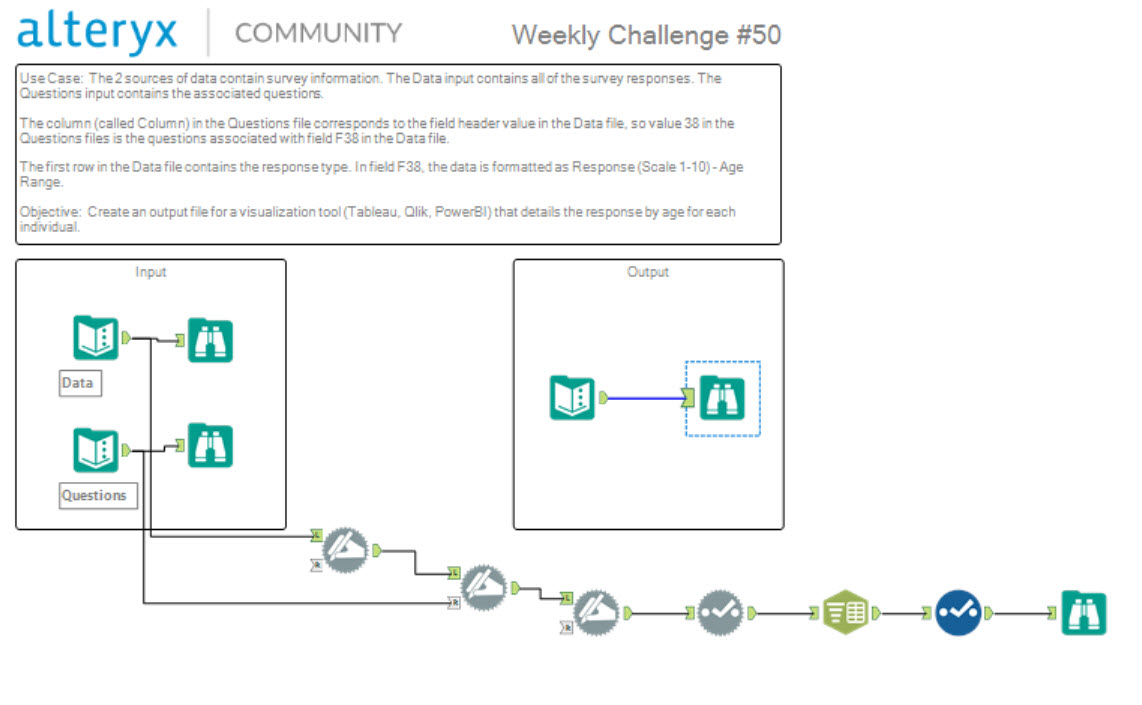 alteryx COMMUNITY Weekly Challenge #50
Use Case: The 2 sources of data contain survey information. The Data input contains all of the survey responses. The
Questions input contains the associated questions.
The column (called Column) in the Questions file corresponds to the field header value in the Data file, so value 38 in the
Questions files is the questions associated with field F38 in the Data file.
The first row in the Data file contains the response type. In field F38, the data is formatted as Response (Scale 1-10) - Age
Range.
Objective: Create an output file for a visualization tool (Tableau, Qlik, PowerBI) that details the response by age for each
individual.
Input
Output
Data
Questions
L
R
L
R
L
R